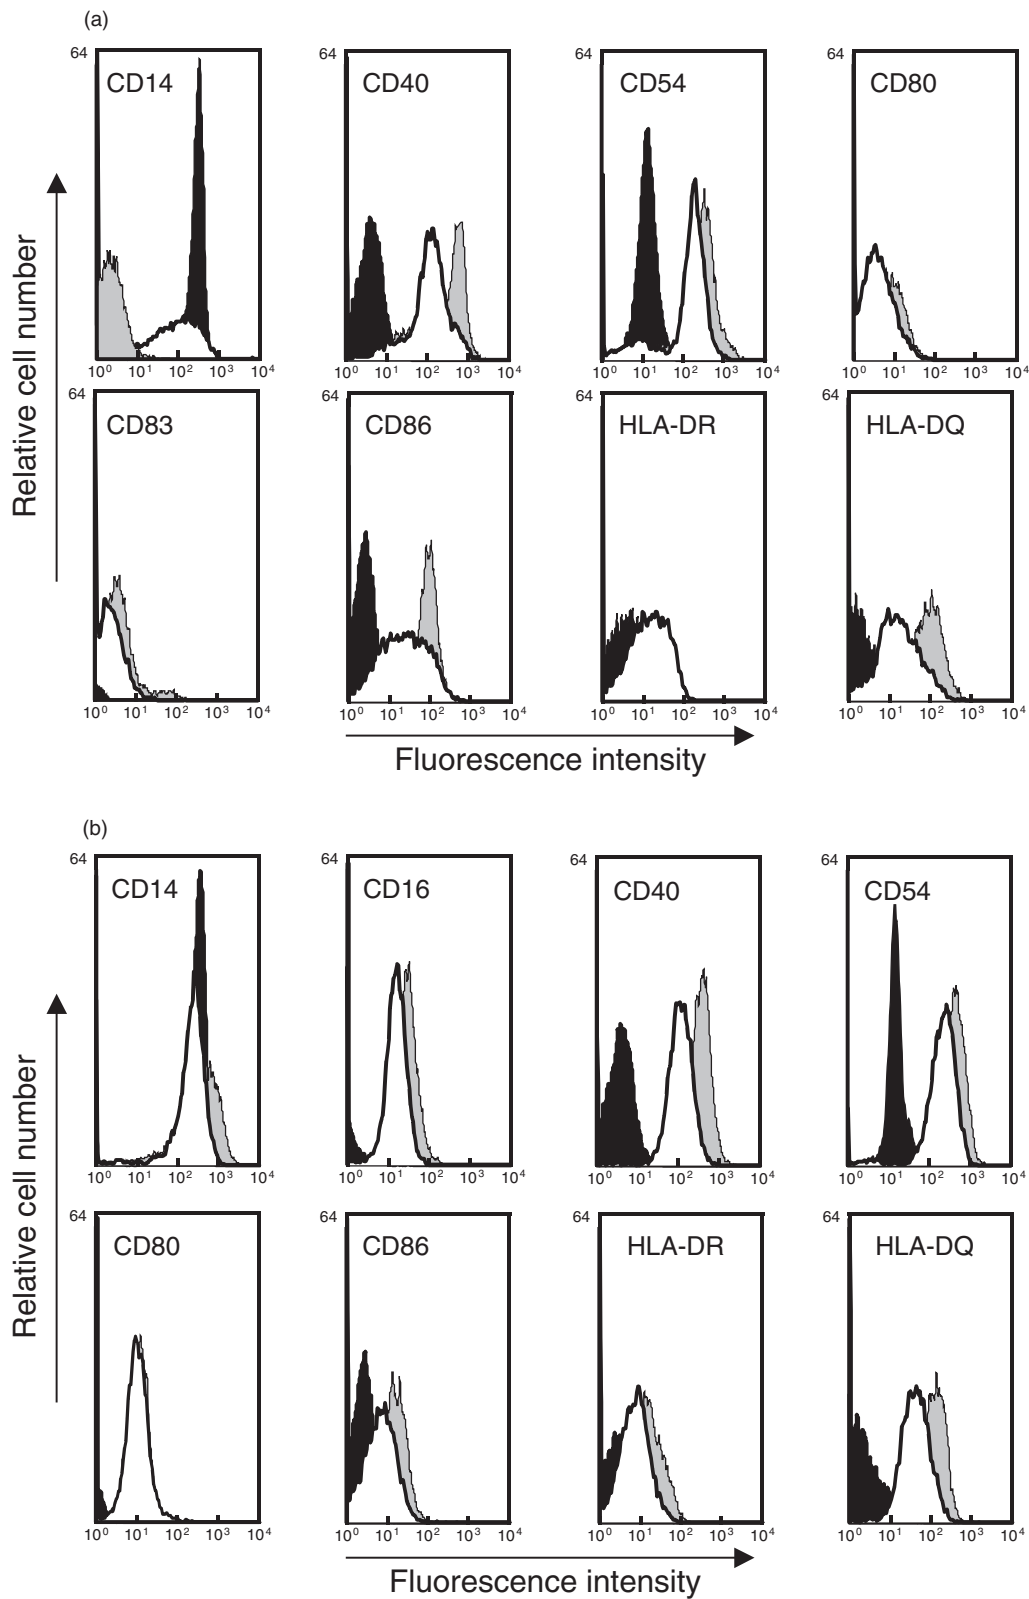 (a)
64 64 64 64
CD14 CD40 CD54 CD80
10⁰ 10¹ 10² 10³ 10⁴ 10⁰ 10¹ 10² 10³ 10⁴ 10⁰ 10¹ 10² 10³ 10⁴ 10⁰ 10¹ 10² 10³ 10⁴
Relative cell number
64 64 64 64
CD83 CD86 HLA-DR HLA-DQ
10⁰ 10¹ 10² 10³ 10⁴ 10⁰ 10¹ 10² 10³ 10⁴ 10⁰ 10¹ 10² 10³ 10⁴ 10⁰ 10¹ 10² 10³ 10⁴
Fluorescence intensity
(b)
64 64 64 64
CD14 CD16 CD40 CD54
10⁰ 10¹ 10² 10³ 10⁴ 10⁰ 10¹ 10² 10³ 10⁴ 10⁰ 10¹ 10² 10³ 10⁴ 10⁰ 10¹ 10² 10³ 10⁴
Relative cell number
64 64 64 64
CD80 CD86 HLA-DR HLA-DQ
10⁰ 10¹ 10² 10³ 10⁴ 10⁰ 10¹ 10² 10³ 10⁴ 10⁰ 10¹ 10² 10³ 10⁴ 10⁰ 10¹ 10² 10³ 10⁴
Fluorescence intensity